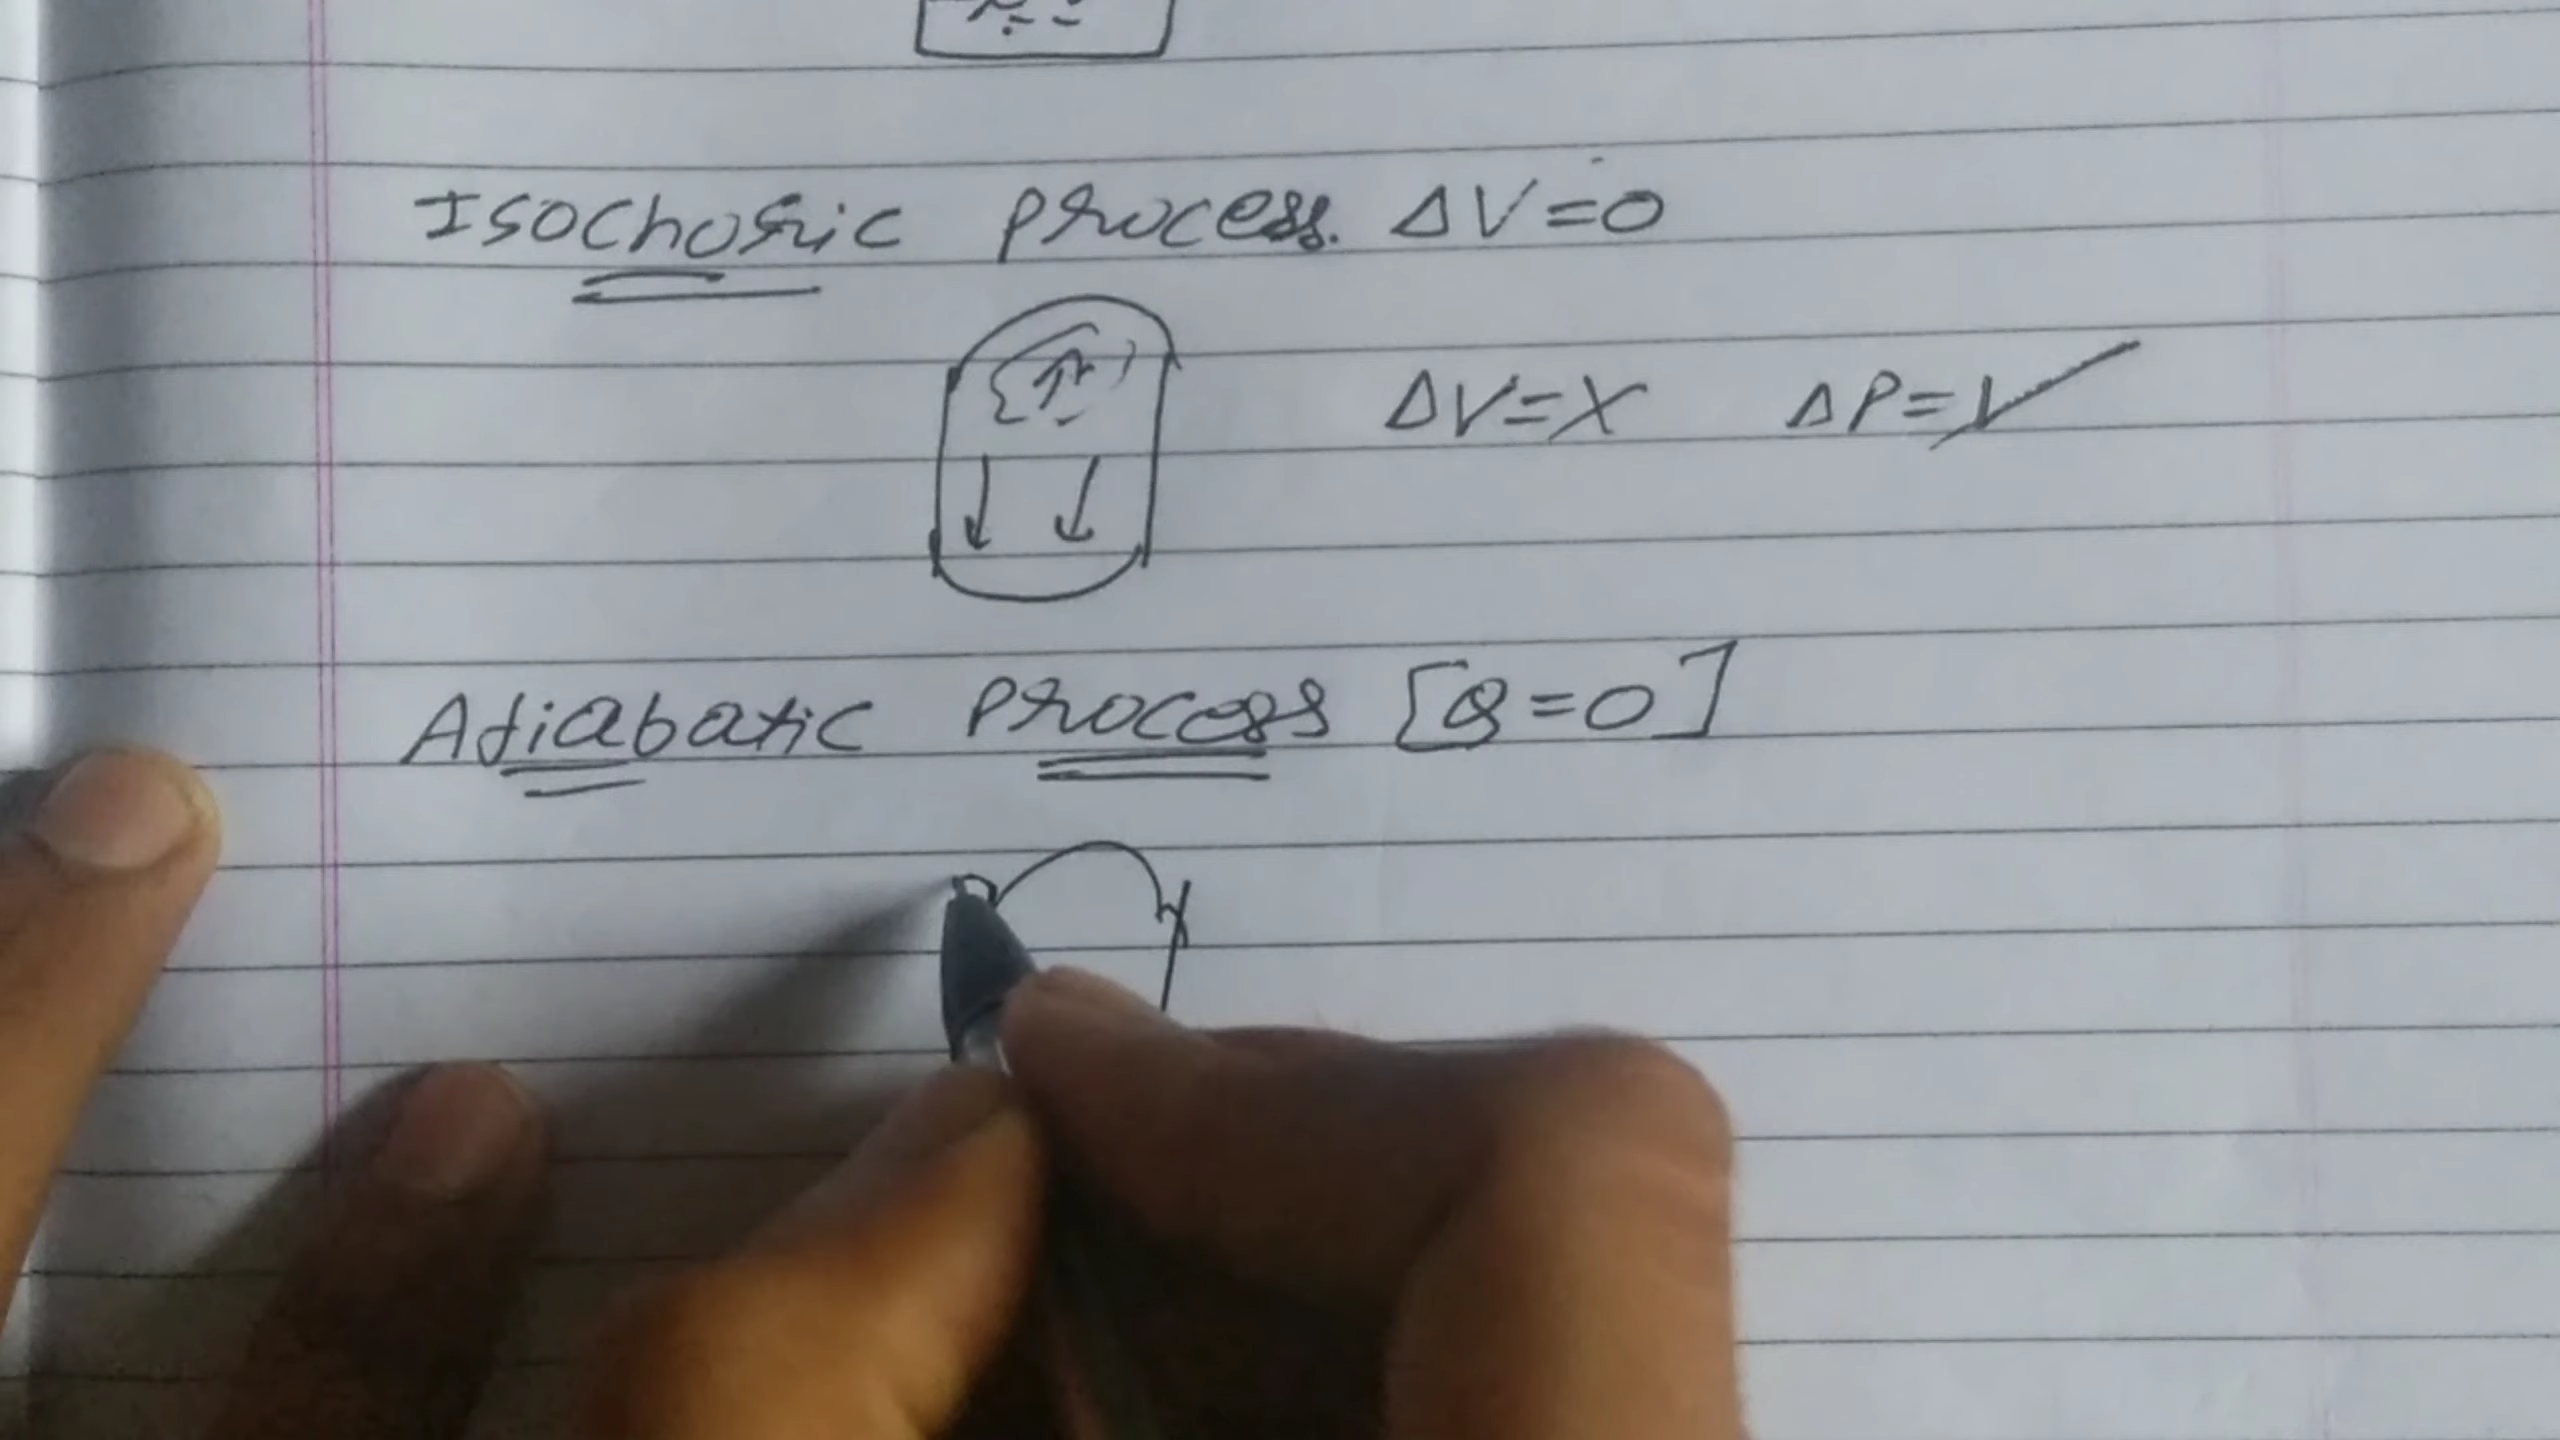 Isochoric process. ΔV=0
ΔV=X ΔP=✓
Adiabatic process [Q=0]